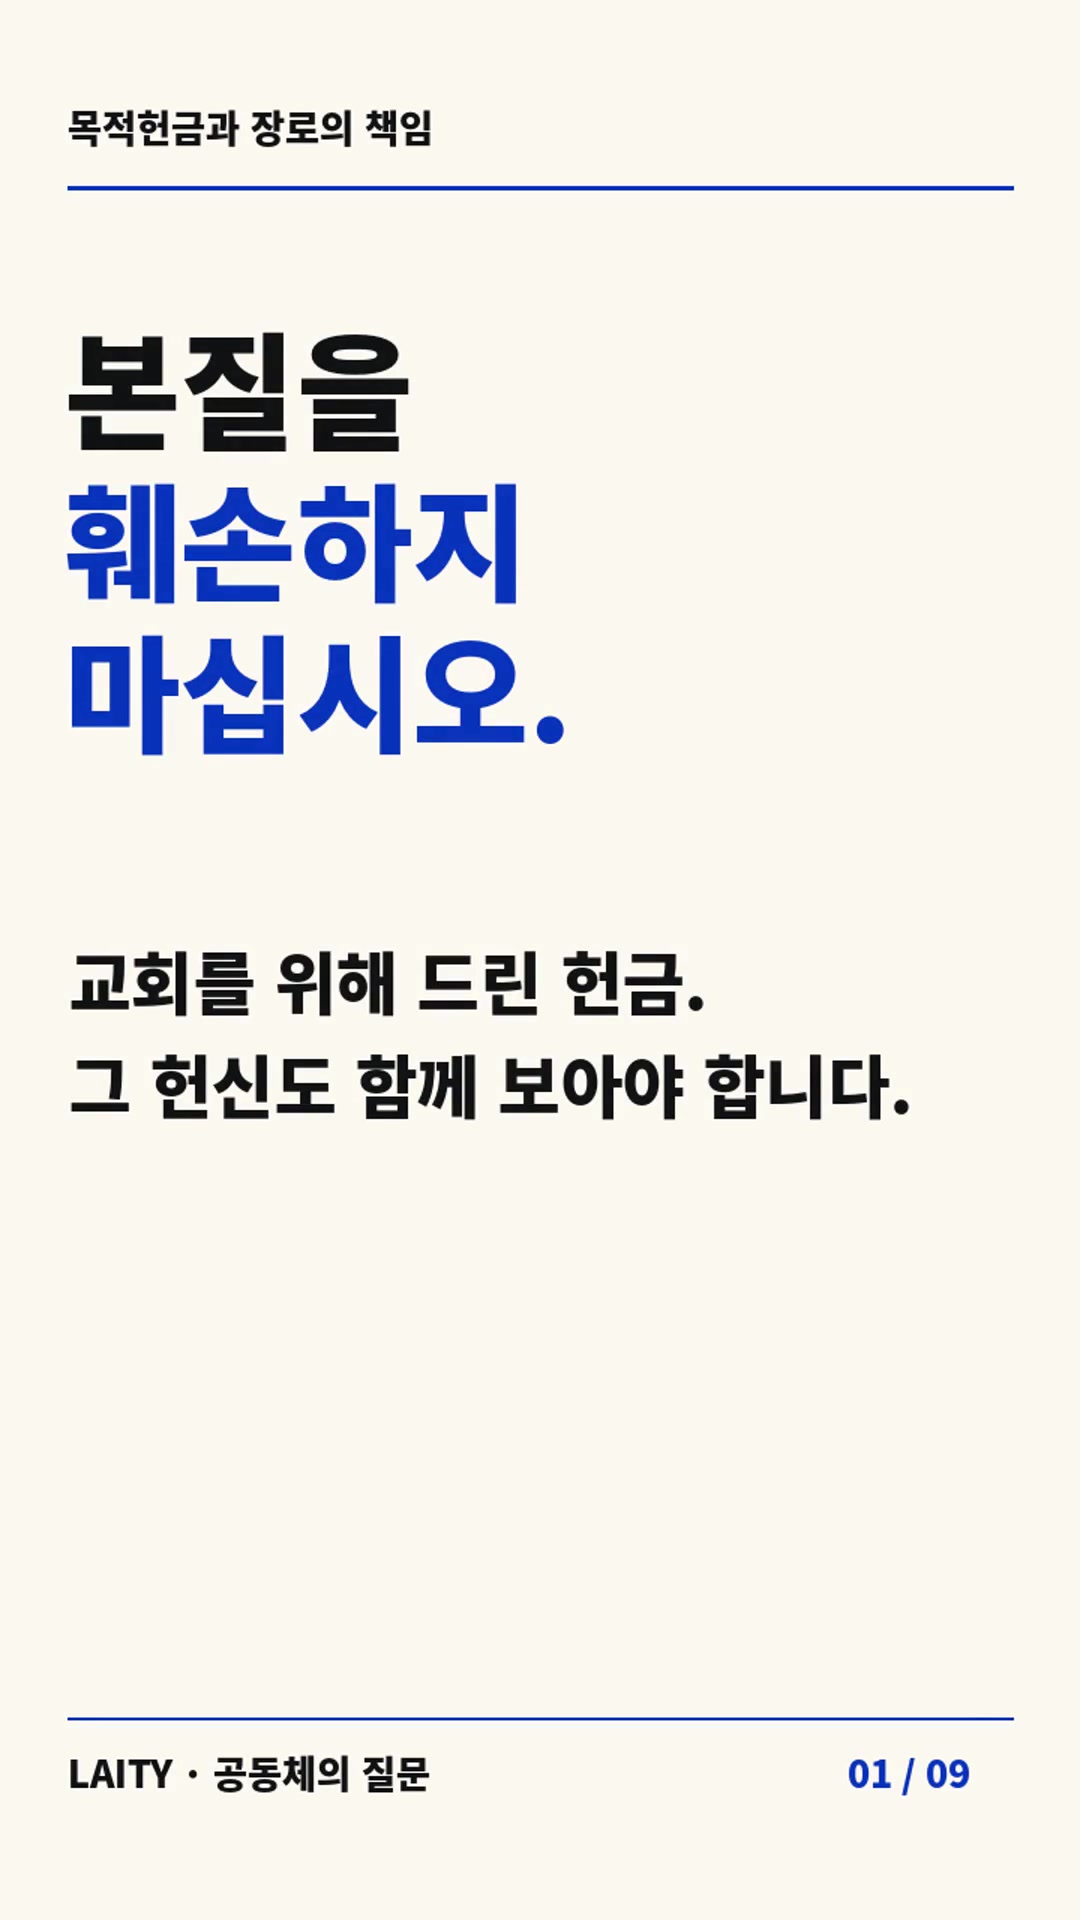 목적헌금과 장로의 책임
본질을
훼손하지
마십시오.
교회를 위해 드린 헌금.
그 헌신도 함께 보아야 합니다.
LAITY · 공동체의 질문
01 / 09